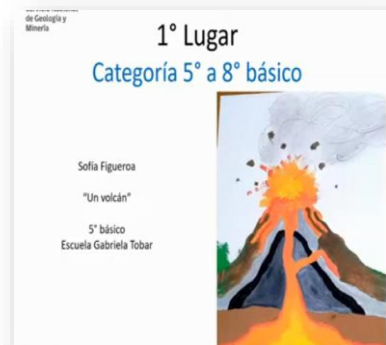 de Geología y
Minería
1° Lugar
Categoría 5° a 8° básico
Sofía Figueroa
"Un volcán"
5° básico
Escuela Gabriela Tobar